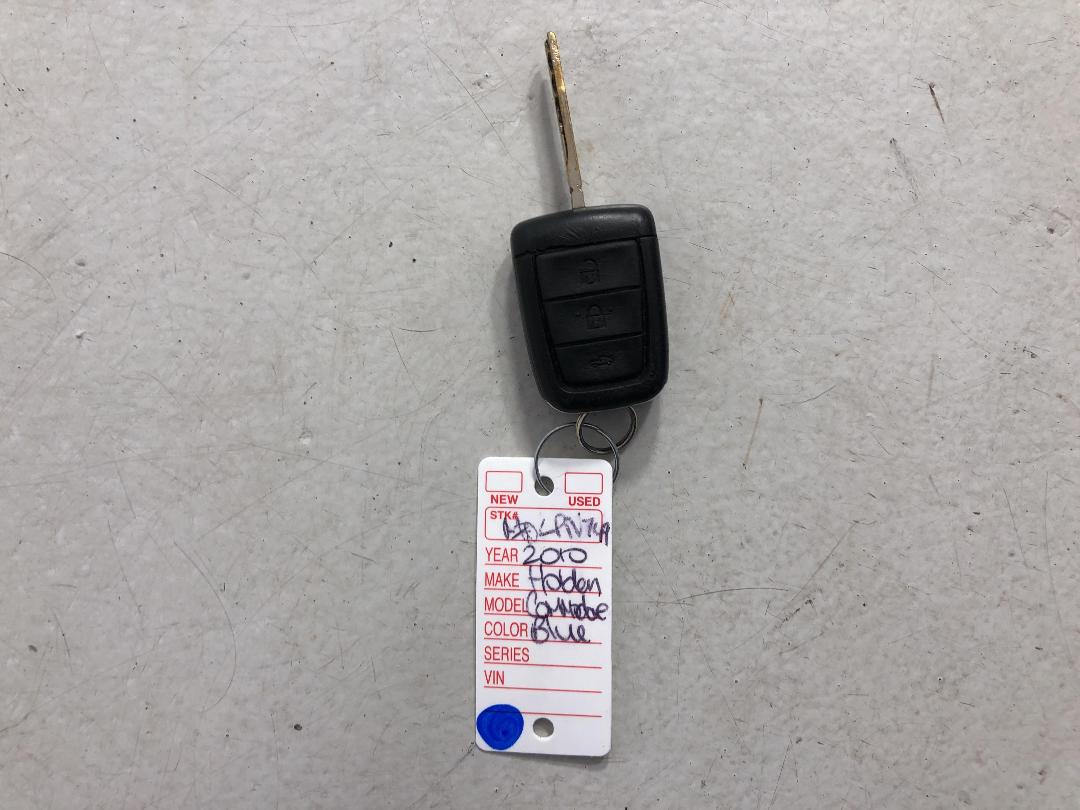 NEW USED
STK#
YEAR 2010
MAKE Holden
MODEL Commodore
COLOR Blue
SERIES
VIN